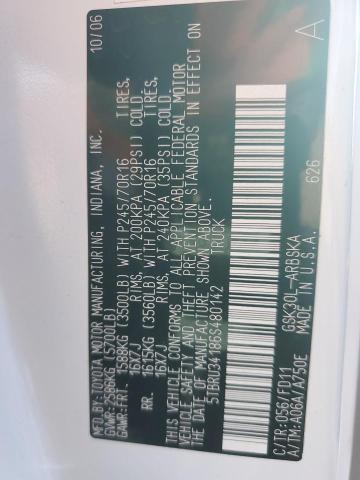 MFD.BY:TOYOTA MOTOR MANUFACTURING, INDIANA, INC. 10/06
GVWR: 2586KG (5700LB)
GAWR:FR. 1588KG (3500LB) WITH P245/70R16 TIRES,
16X7J RIMS, AT 200KPA (29PSI) COLD.
RR. 1615KG (3560LB) WITH P245/70R16 TIRES,
16X7J RIMS, AT 240KPA (35PSI) COLD.
THIS VEHICLE CONFORMS TO ALL APPLICABLE FEDERAL MOTOR
VEHICLE SAFETY AND THEFT PREVENTION STANDARDS IN EFFECT ON
THE DATE OF MANUFACTURE SHOWN ABOVE.
5TBRU34186S480142 TRUCK
C/TR:056/FD11 GSK30L-ARBSKA 626 A
A/TM:A06A/A750E MADE IN U.S.A.